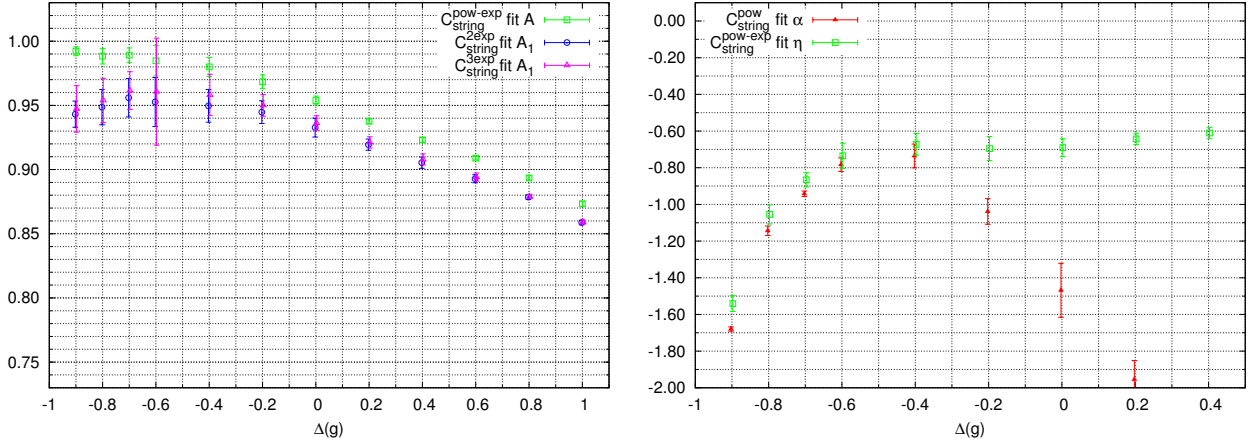 C_string^pow-exp fit A
C_string^2exp fit A_1
C_string^3exp fit A_1
1.00
0.95
0.90
0.85
0.80
0.75
-1 -0.8 -0.6 -0.4 -0.2 0 0.2 0.4 0.6 0.8 1
Δ(g)
C_string^pow fit α
C_string^pow-exp fit η
0.00
-0.20
-0.40
-0.60
-0.80
-1.00
-1.20
-1.40
-1.60
-1.80
-2.00
-1 -0.8 -0.6 -0.4 -0.2 0 0.2 0.4
Δ(g)